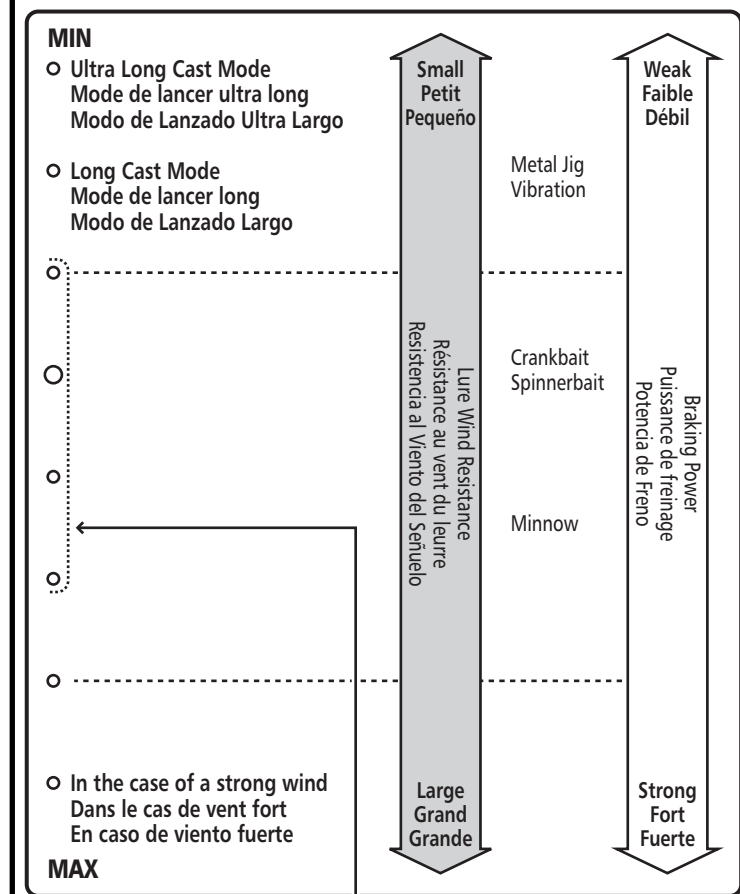 MIN
Ultra Long Cast Mode
Mode de lancer ultra long
Modo de Lanzado Ultra Largo
Long Cast Mode
Mode de lancer long
Modo de Lanzado Largo
In the case of a strong wind
Dans le cas de vent fort
En caso de viento fuerte
MAX
Small
Petit
Pequeño
Lure Wind Resistance
Résistance au vent du leurre
Resistencia al Viento del Señuelo
Large
Grand
Grande
Metal Jig
Vibration
Crankbait
Spinnerbait
Minnow
Weak
Faible
Débil
Braking Power
Puissance de freinage
Potencia de Freno
Strong
Fort
Fuerte